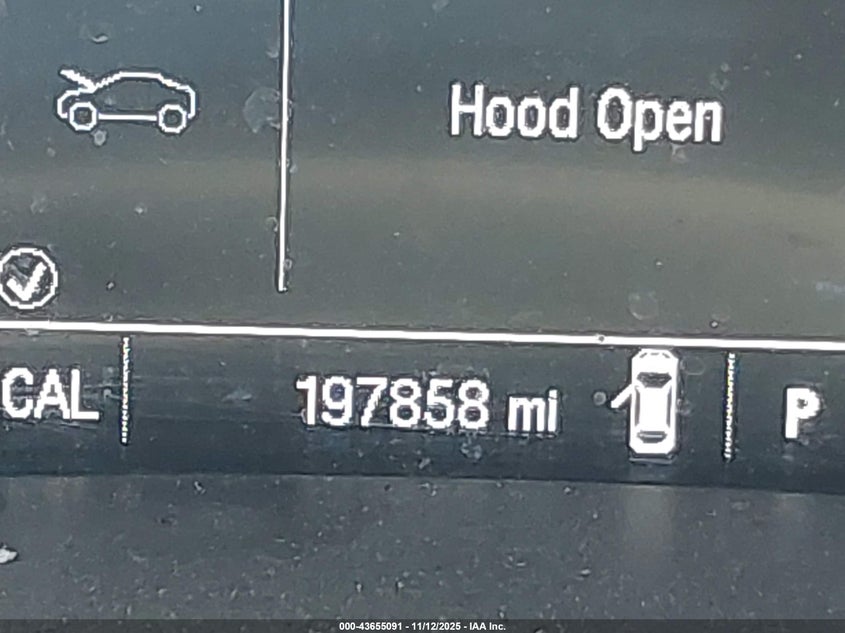 Hood Open
CAL
197858 mi
P
000-43655091 - 11/12/2025 - IAA Inc.